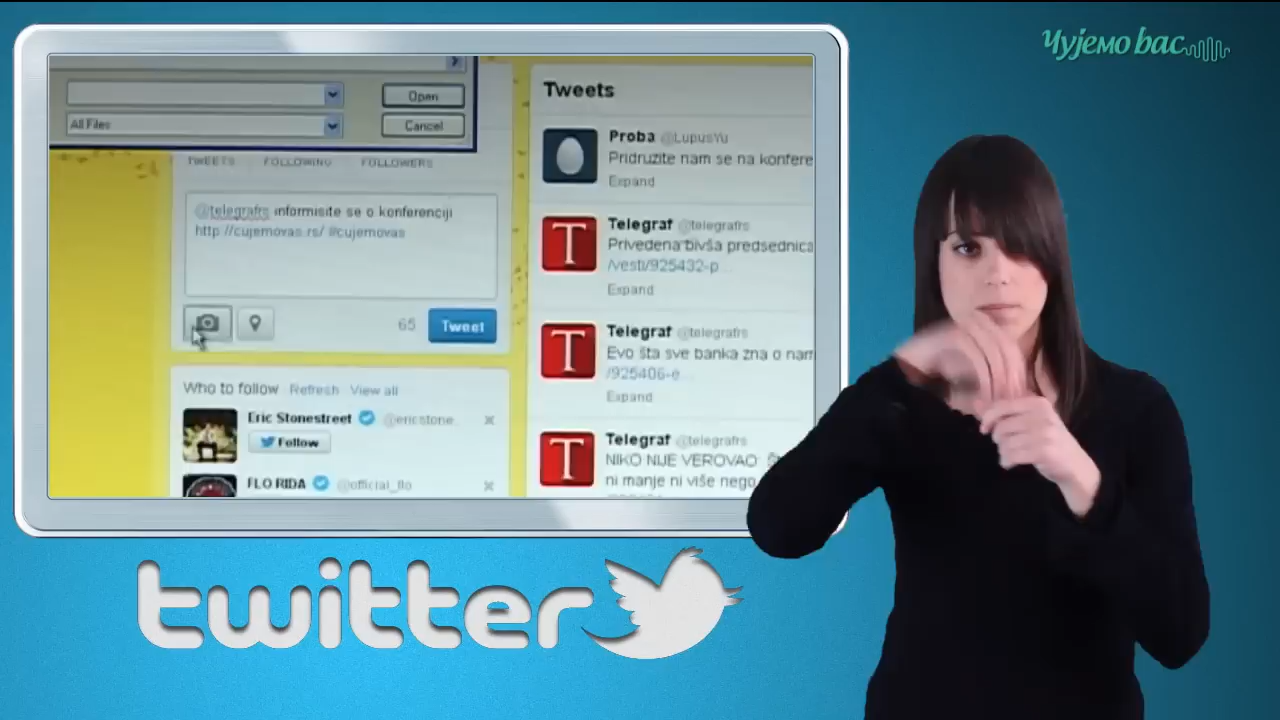 Чујемо вас
Open
All Files
Cancel
TWEETS FOLLOWING FOLLOWERS
@telegrafrs informisite se o konferenciji
http://cujemovas.rs/ #cujemovas
65 Tweet
Who to follow Refresh View all
Eric Stonestreet @ericstone.
Follow
FLO RIDA @official_flo
Tweets
Proba @LupusYu
Pridružite nam se na konfere
Expand
Telegraf @telegrafrs
Privedena bivša predsednica
/vesti/925432-p...
Expand
Telegraf @telegrafrs
Evo šta sve banka zna o nam
/925406-e...
Expand
Telegraf @telegrafrs
NIKO NIJE VEROVAO:
ni manje ni više nego
twitter